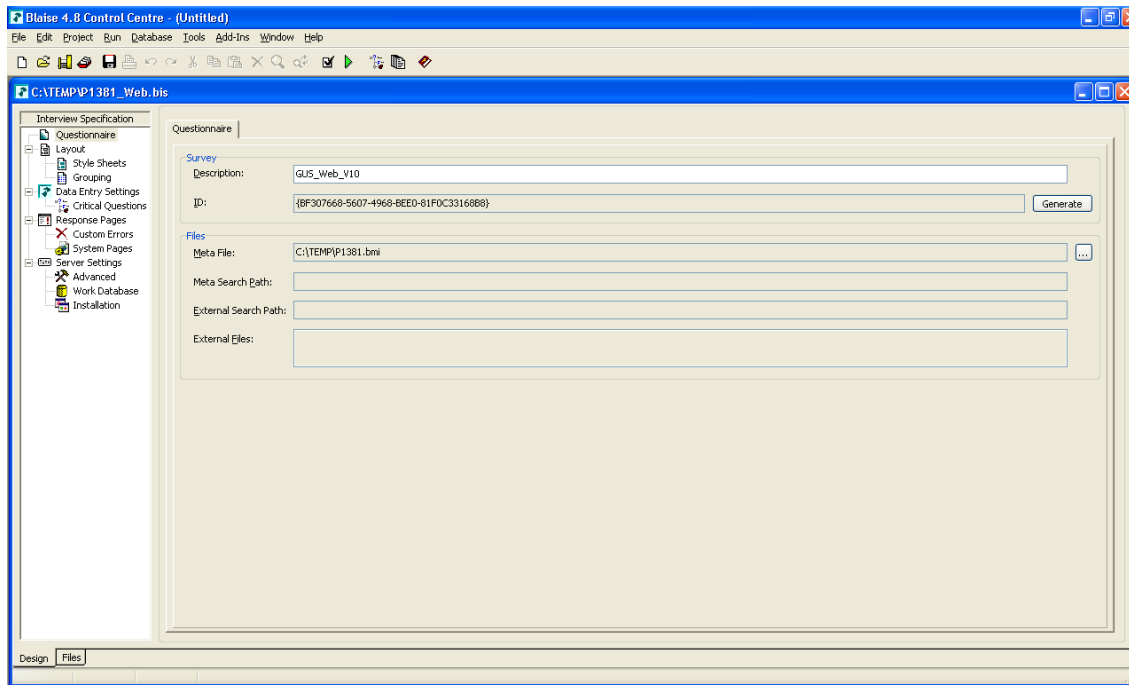 Blaise 4.8 Control Centre - (Untitled)
File Edit Project Run Database Tools Add-Ins Window Help
C:\TEMP\P1381_Web.bis
Interview Specification
Questionnaire
Layout
Style Sheets
Grouping
Data Entry Settings
Critical Questions
Response Pages
Custom Errors
System Pages
Server Settings
Advanced
Work Database
Installation
Questionnaire
Survey
Description: GUS_Web_V10
ID: {BF307668-5607-4968-BEE0-81F0C33168B8} Generate
Files
Meta File: C:\TEMP\P1381.bmi ...
Meta Search Path:
External Search Path:
External Files:
Design Files